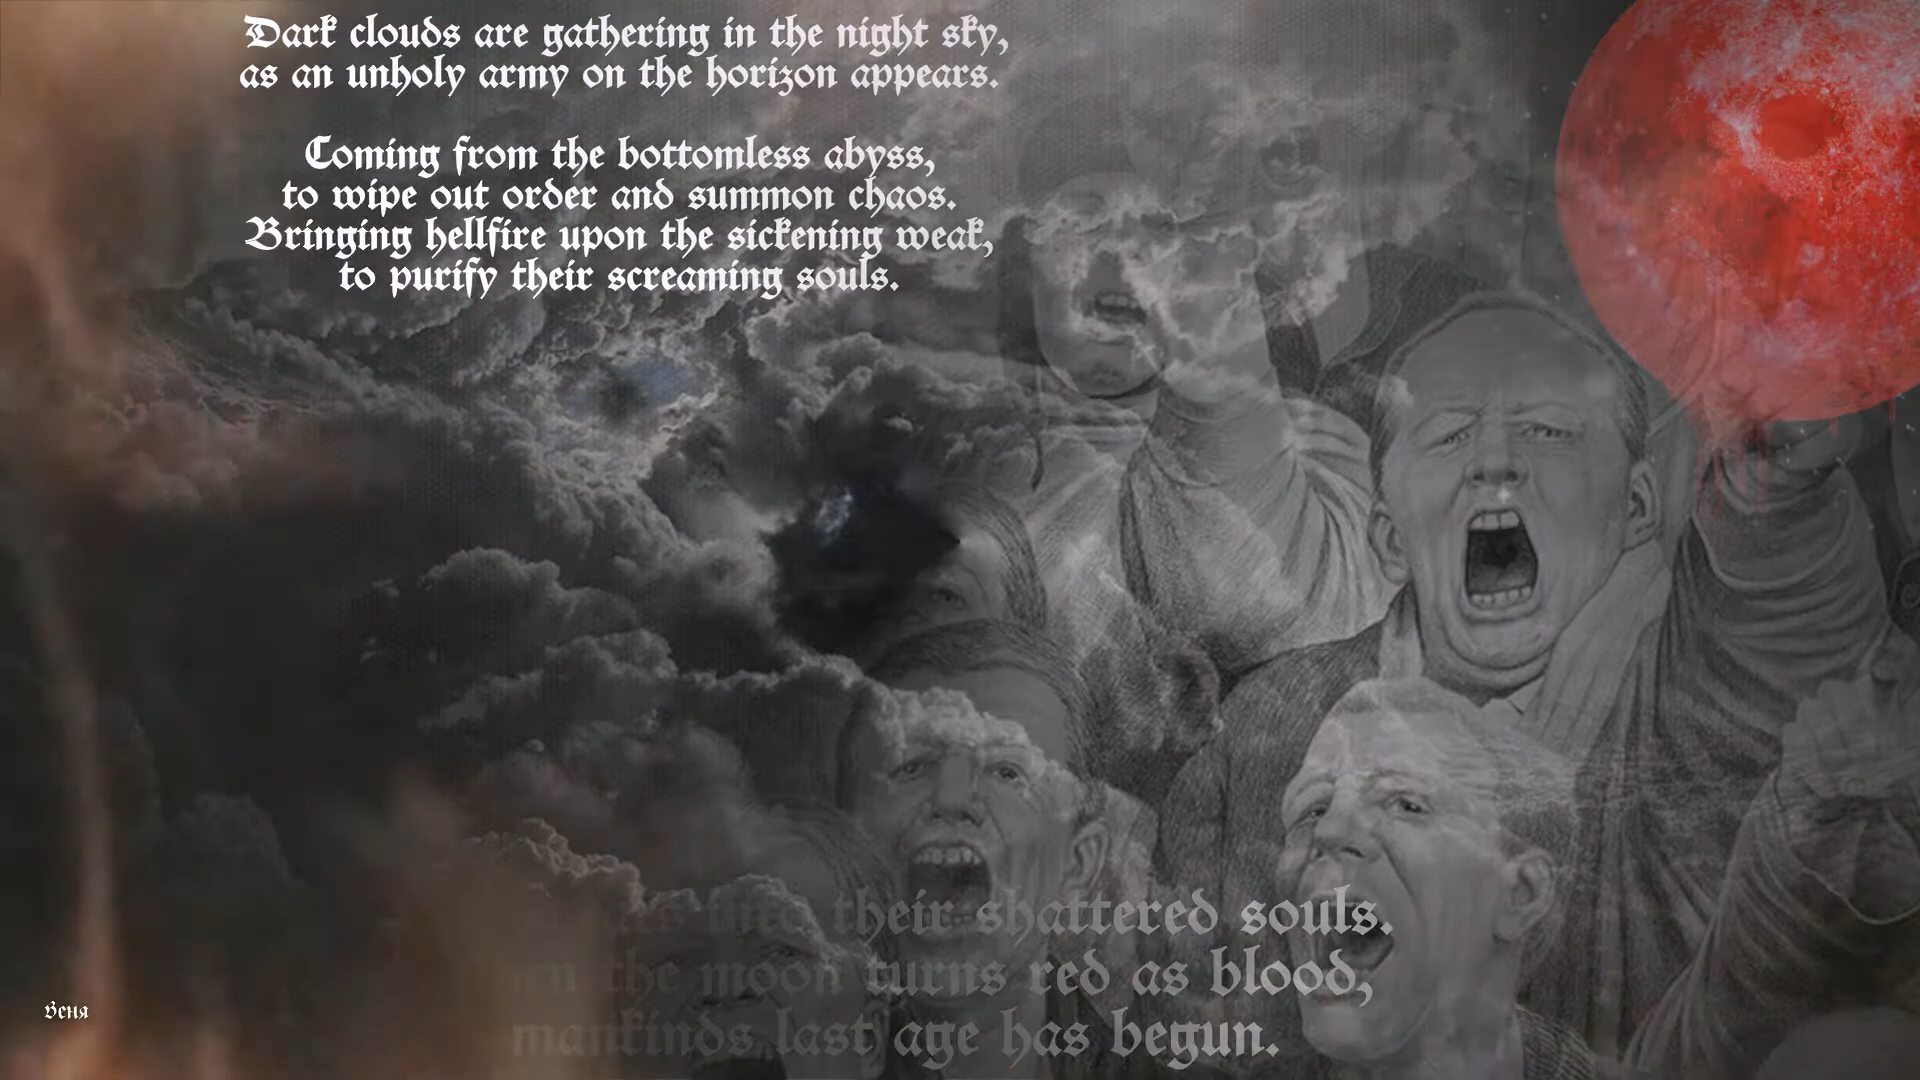 Dark clouds are gathering in the night sky,
as an unholy army on the horizon appears.
Coming from the bottomless abyss,
to wipe out order and summon chaos.
Bringing hellfire upon the sickening weak,
to purify their screaming souls.
into their shattered souls.
the moon turns red as blood,
mankinds last age has begun.
Веня